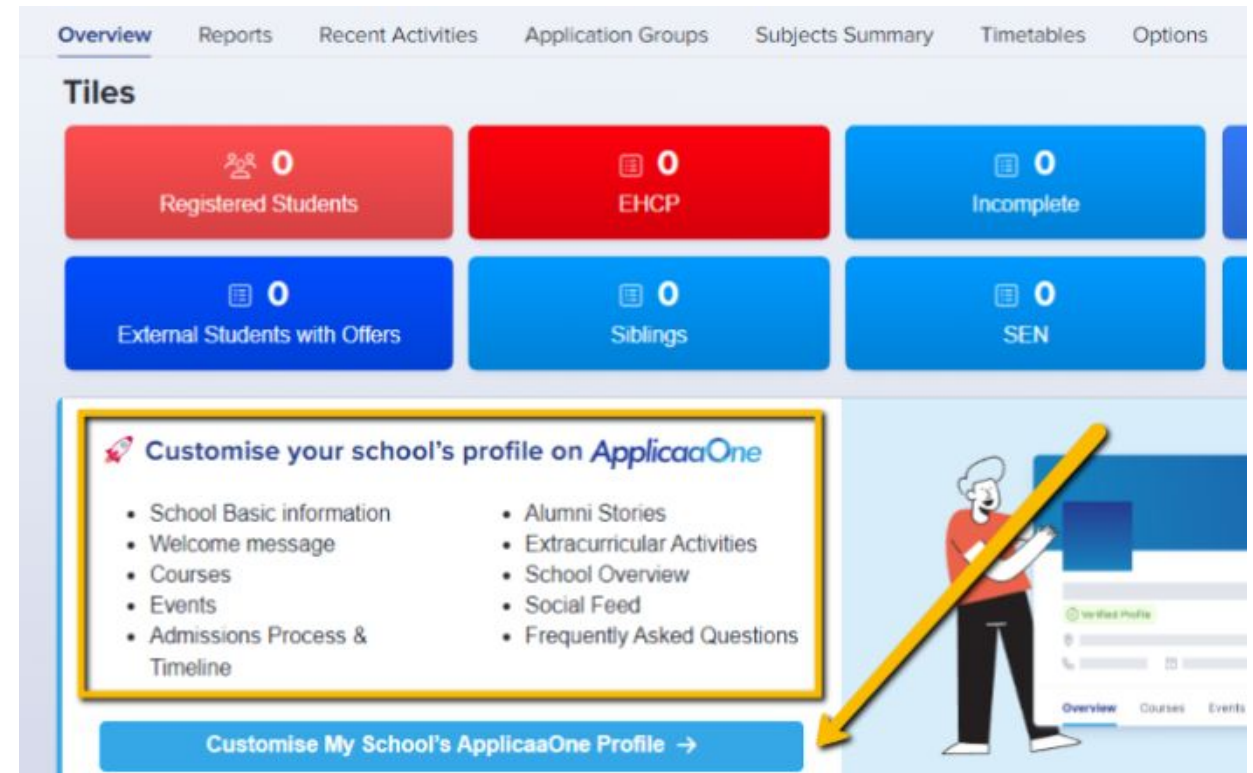 Overview Reports Recent Activities Application Groups Subjects Summary Timetables Options
Tiles
0
Registered Students
0
EHCP
0
Incomplete
0
External Students with Offers
0
Siblings
0
SEN
Customise your school's profile on ApplicaaOne
• School Basic information
• Welcome message
• Courses
• Events
• Admissions Process &
Timeline
• Alumni Stories
• Extracurricular Activities
• School Overview
• Social Feed
• Frequently Asked Questions
Customise My School's ApplicaaOne Profile →
Verified Profile
Overview Courses Events